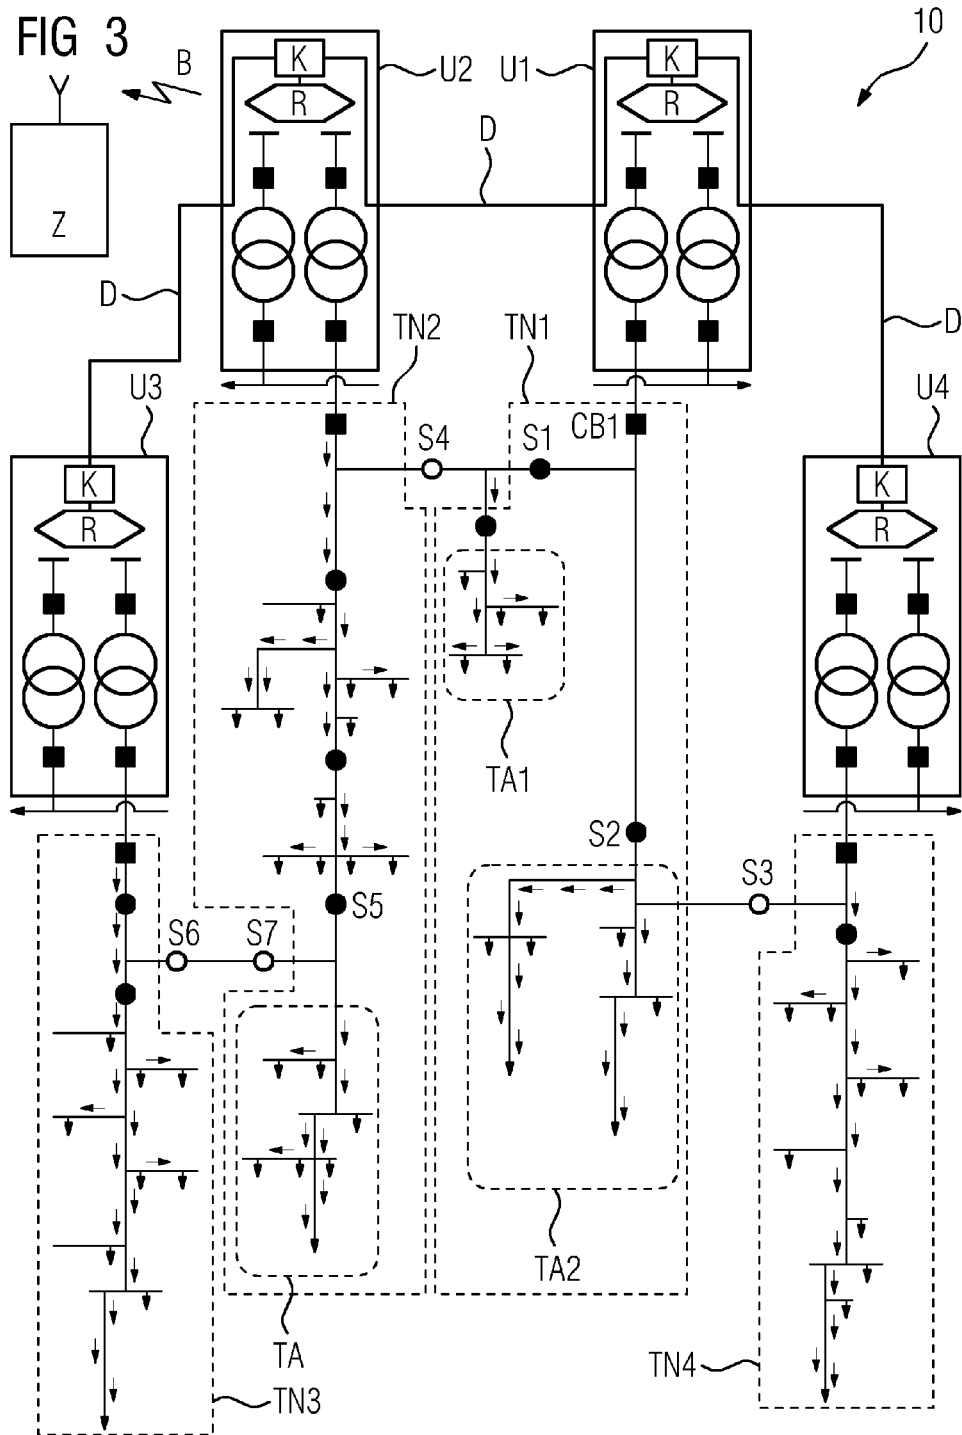 FIG 3
10
B
K
U2
U1
K
R
R
D
Z
D
D
TN2
TN1
U3
U4
CB1
S4
S1
K
K
R
R
TA1
S2
S3
S5
S6
S7
TA2
TA
TN4
TN3